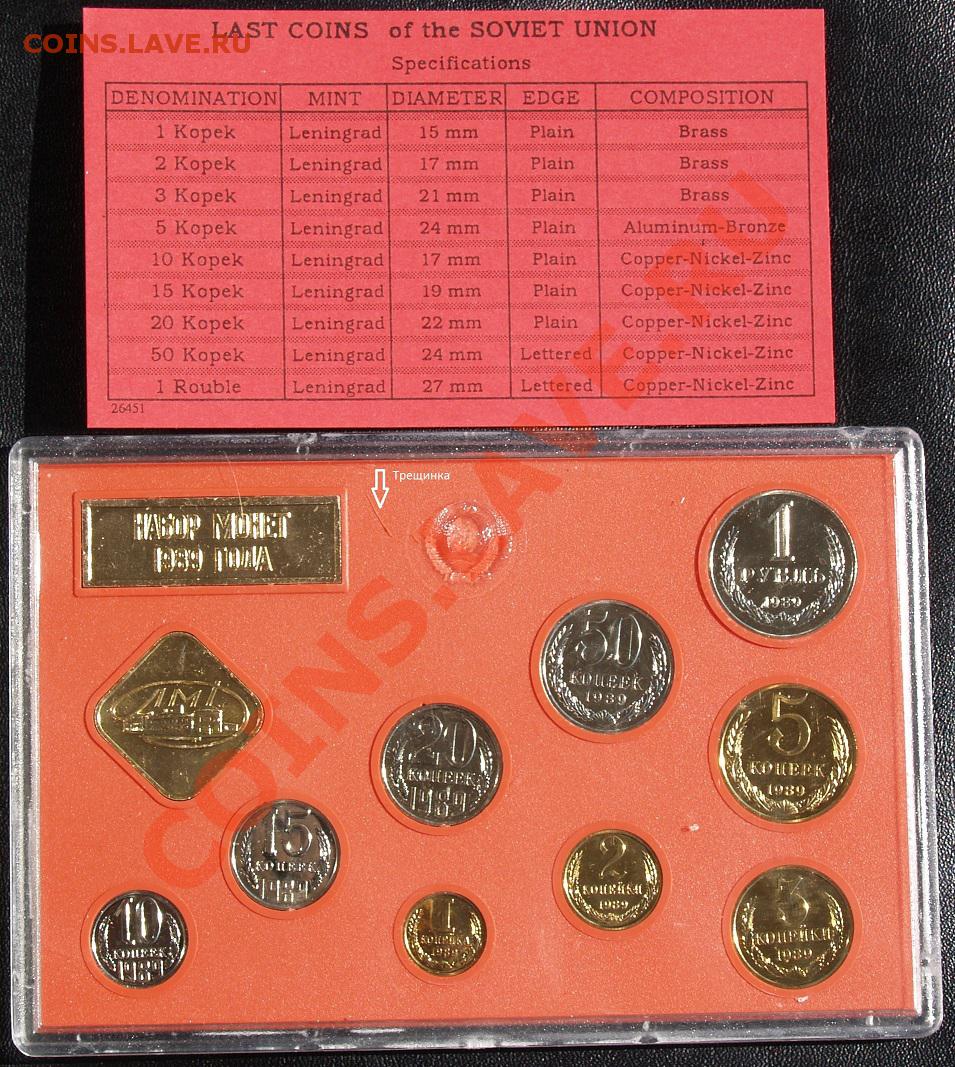 LAST COINS of the SOVIET UNION
COINS.LAVE.RU
Specifications
DENOMINATION MINT DIAMETER EDGE COMPOSITION
1 Kopek Leningrad 15 mm Plain Brass
2 Kopek Leningrad 17 mm Plain Brass
3 Kopek Leningrad 21 mm Plain Brass
5 Kopek Leningrad 24 mm Plain Aluminum-Bronze
10 Kopek Leningrad 17 mm Plain Copper-Nickel-Zinc
15 Kopek Leningrad 19 mm Plain Copper-Nickel-Zinc
20 Kopek Leningrad 22 mm Plain Copper-Nickel-Zinc
50 Kopek Leningrad 24 mm Lettered Copper-Nickel-Zinc
1 Rouble Leningrad 27 mm Lettered Copper-Nickel-Zinc
26451
Трещинка
НАБОР МОНЕТ
1989 ГОДА
1
РУБЛЬ
1989
50
КОПЕЕК
1989
ЛМД
20
КОПЕЕК
1989
5
КОПЕЕК
1989
15
КОПЕЕК
1989
2
КОПЕЙКИ
1989
10
КОПЕЕК
1989
1
КОПЕЙКА
1989
3
КОПЕЙКИ
1989
COINS.LAVE.RU